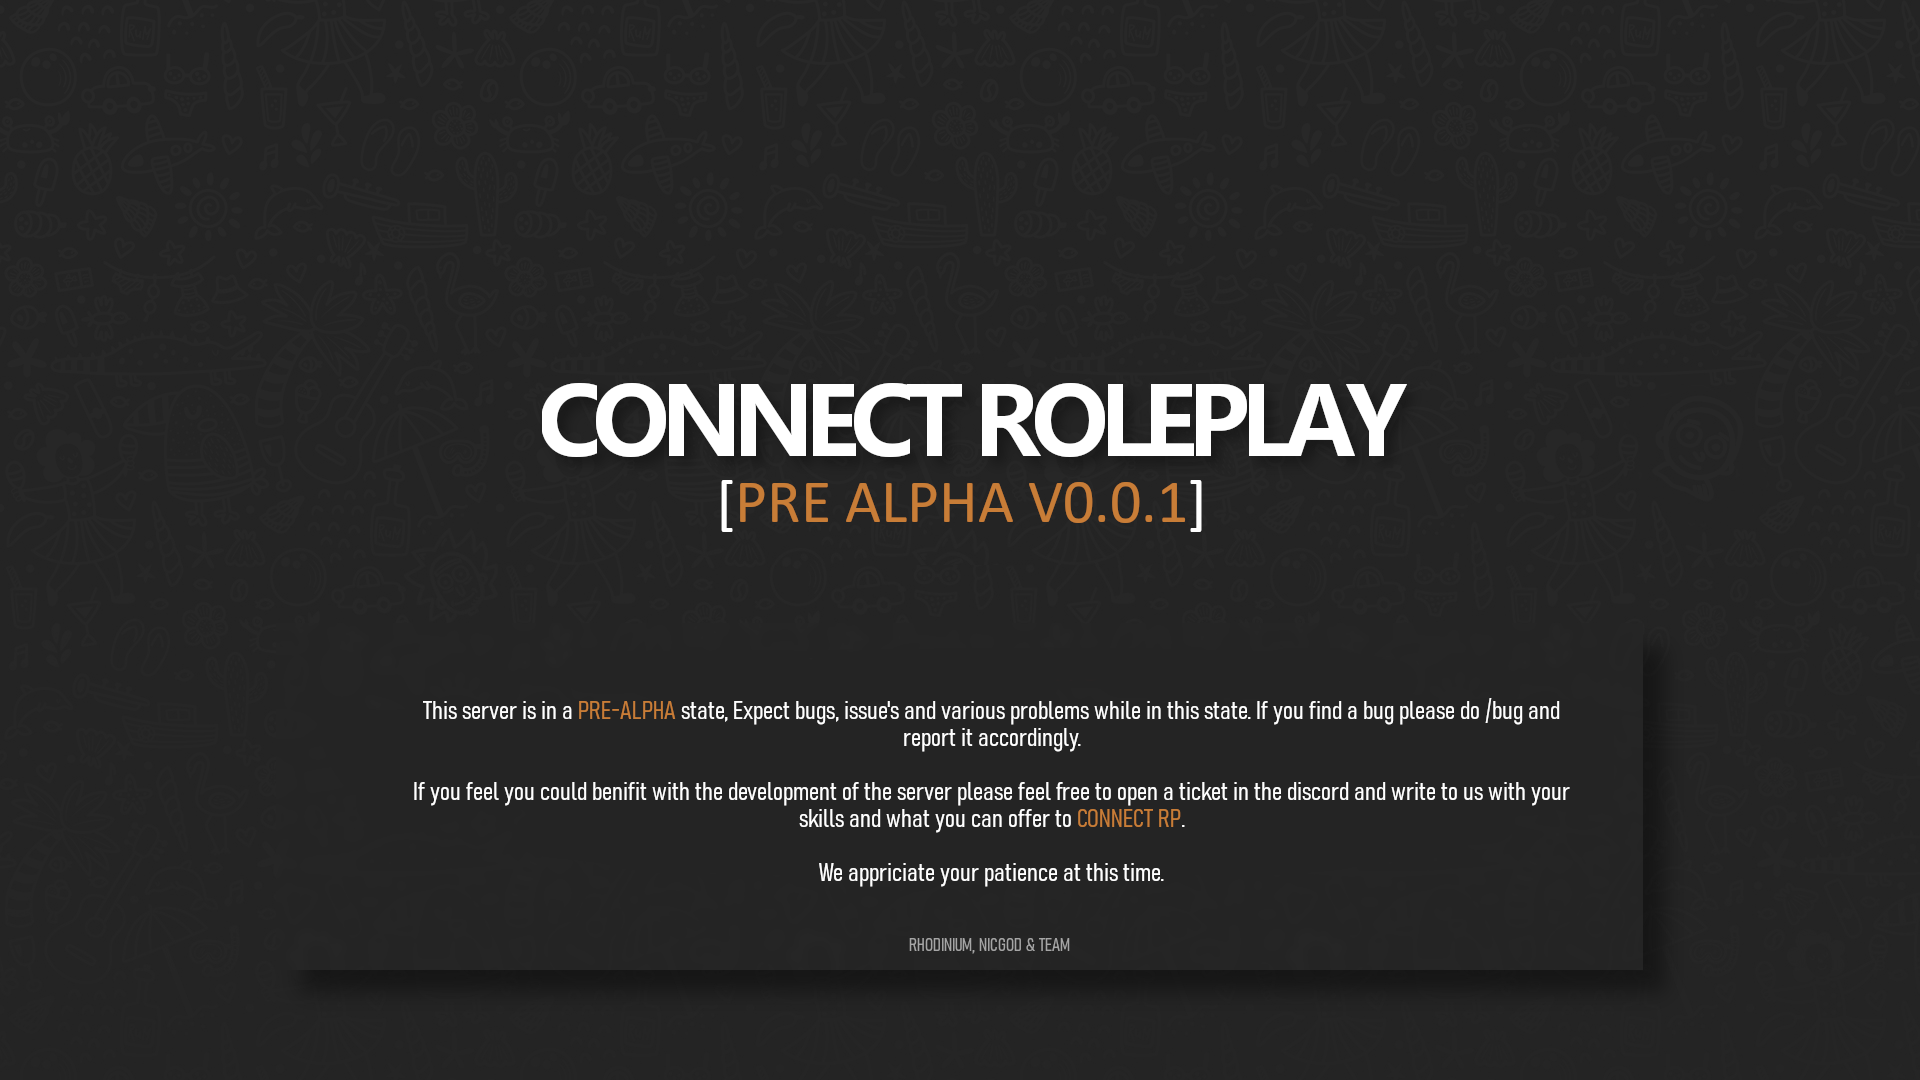 CONNECT ROLEPLAY
[PRE ALPHA V0.0.1]
This server is in a PRE-ALPHA state, Expect bugs, issue's and various problems while in this state. If you find a bug please do /bug and
report it accordingly.
If you feel you could benifit with the development of the server please feel free to open a ticket in the discord and write to us with your
skills and what you can offer to CONNECT RP.
We appriciate your patience at this time.
RHODINIUM, NICGOD & TEAM